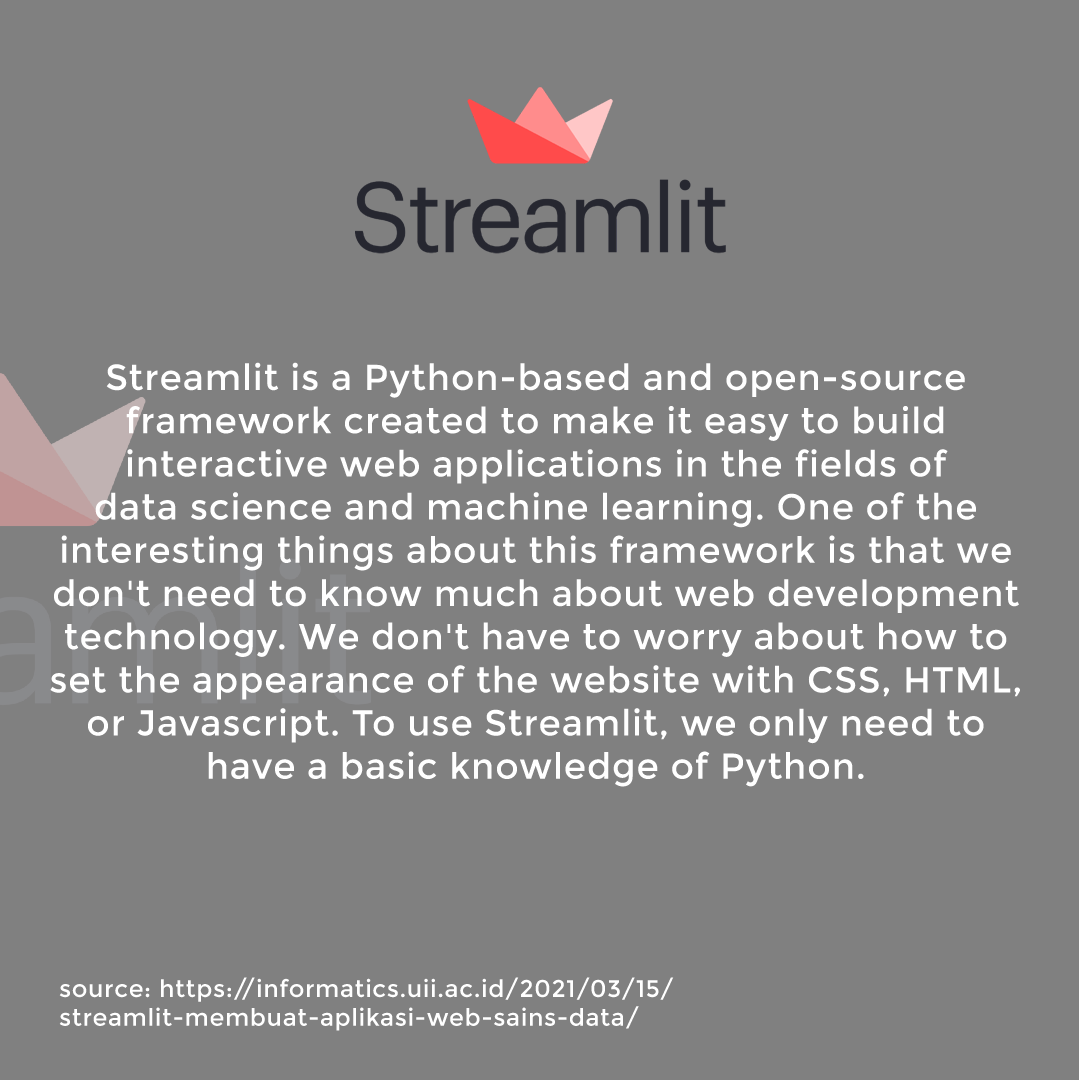 Streamlit
Streamlit is a Python-based and open-source
framework created to make it easy to build
interactive web applications in the fields of
data science and machine learning. One of the
interesting things about this framework is that we
don't need to know much about web development
technology. We don't have to worry about how to
set the appearance of the website with CSS, HTML,
or Javascript. To use Streamlit, we only need to
have a basic knowledge of Python.
amlit
source: https://informatics.uii.ac.id/2021/03/15/
streamlit-membuat-aplikasi-web-sains-data/